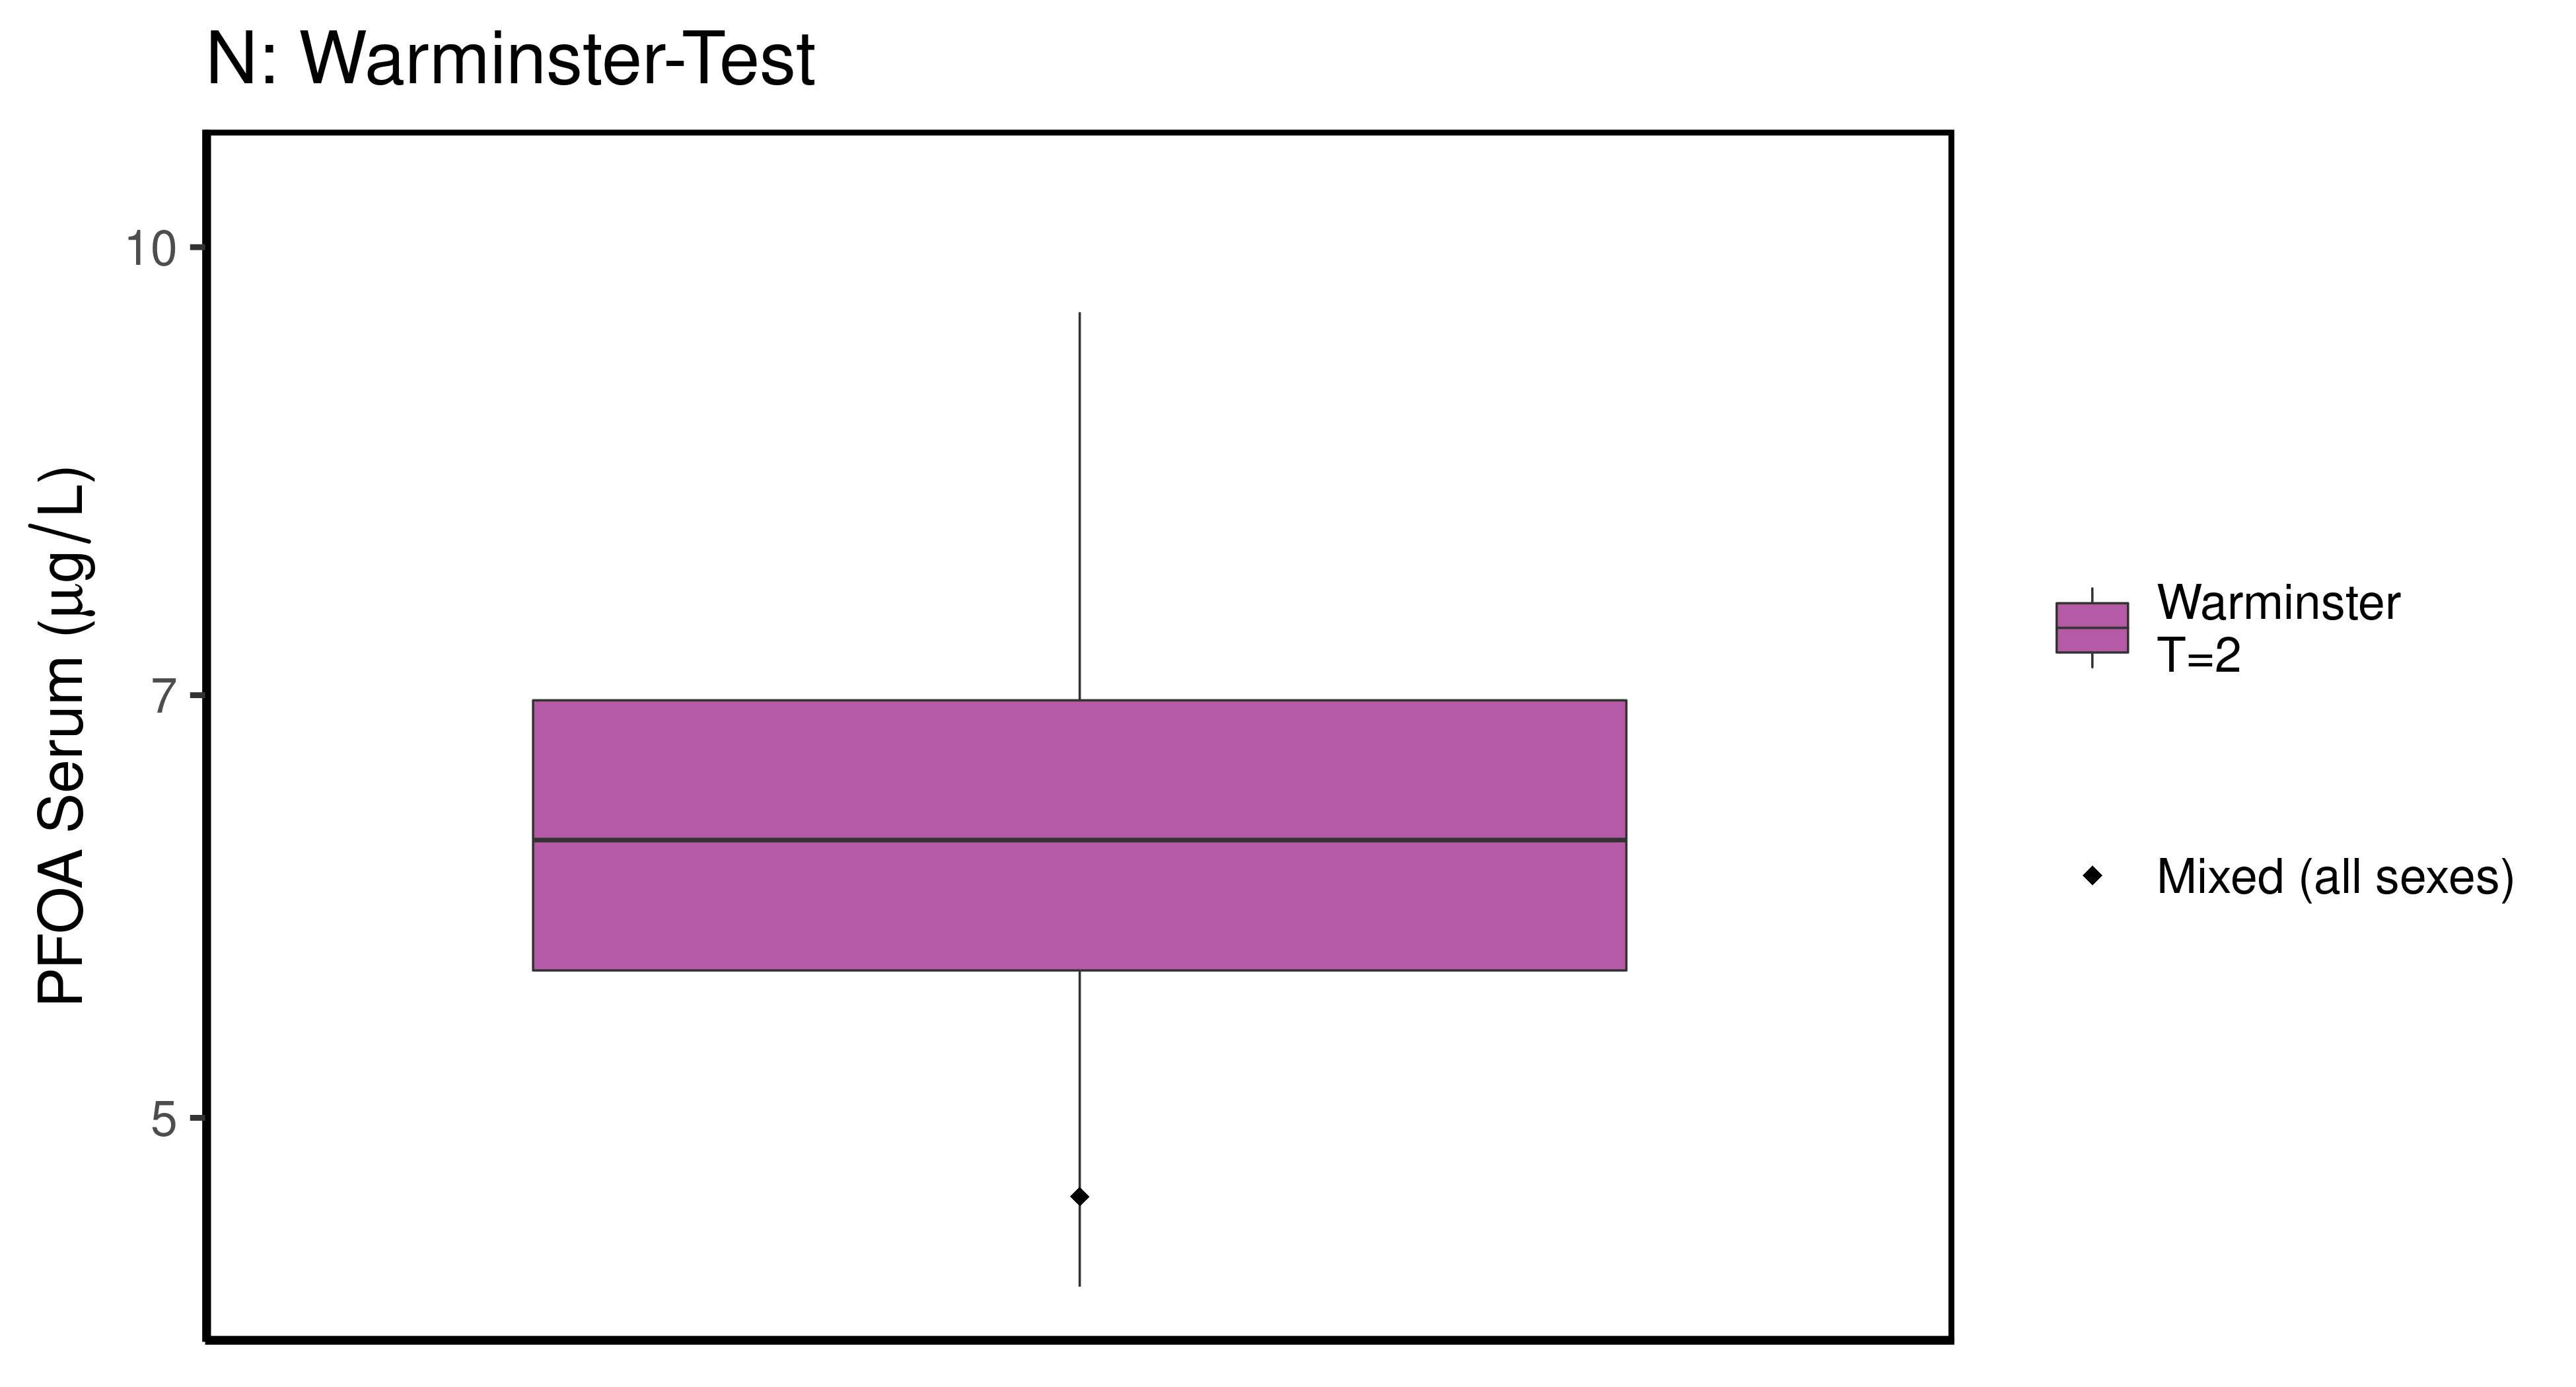 N: Warminster-Test
PFOA Serum (μg/L)
10
7
5
Warminster
T=2
Mixed (all sexes)